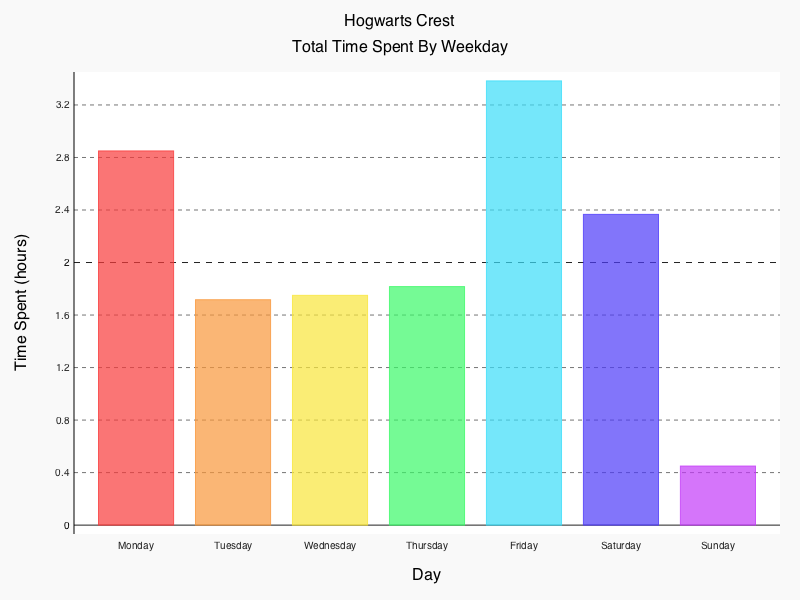 Hogwarts Crest
Total Time Spent By Weekday
Time Spent (hours)
3.2
2.8
2.4
2
1.6
1.2
0.8
0.4
0
Monday Tuesday Wednesday Thursday Friday Saturday Sunday
Day